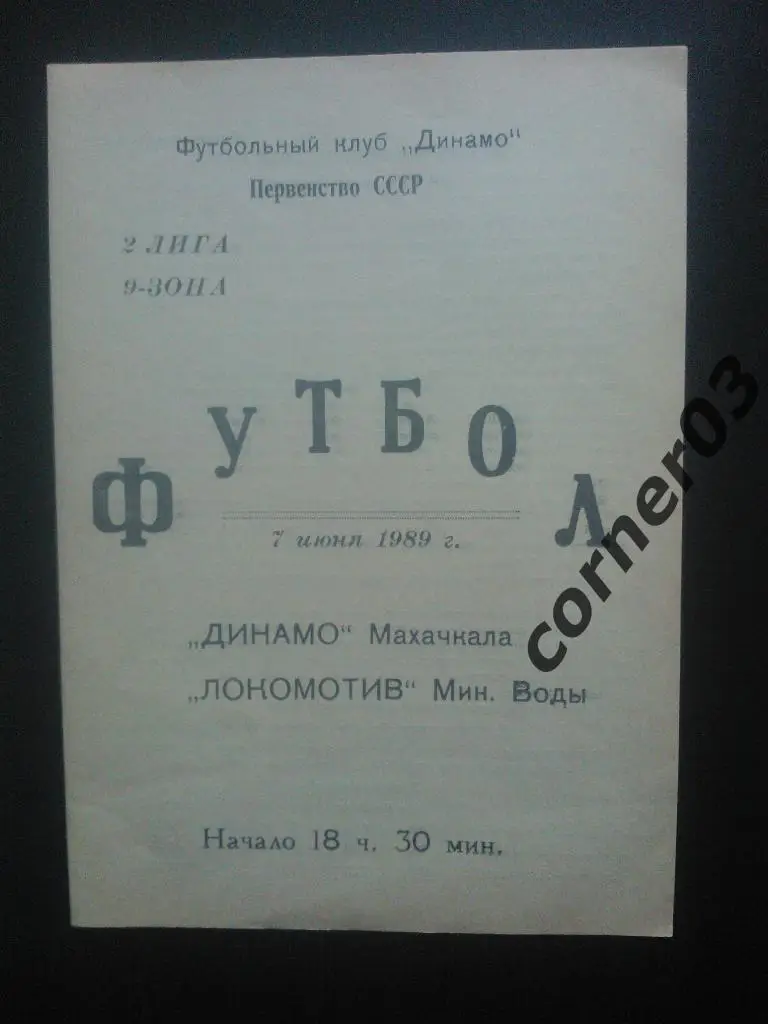 Футбольный клуб „Динамо"
Первенство СССР
2 ЛИГА
9-ЗОНА
ФУТБОЛ
7 июня 1989 г.
„ДИНАМО" Махачкала
„ЛОКОМОТИВ" Мин. Воды
Начало 18 ч. 30 мин.
corner03